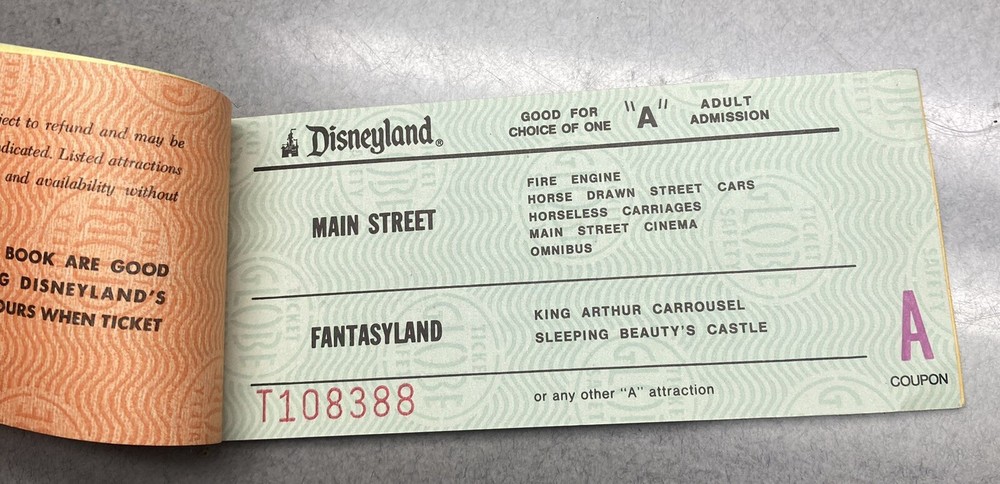 ject to refund and may be
dicated. Listed attractions
and availability without
BOOK ARE GOOD
G DISNEYLAND'S
OURS WHEN TICKET
Disneyland®
GOOD FOR
CHOICE OF ONE
"A"
ADULT
ADMISSION
MAIN STREET
FIRE ENGINE
HORSE DRAWN STREET CARS
HORSELESS CARRIAGES
MAIN STREET CINEMA
OMNIBUS
FANTASYLAND
KING ARTHUR CARROUSEL
SLEEPING BEAUTY'S CASTLE
T108388
or any other "A" attraction
A
COUPON